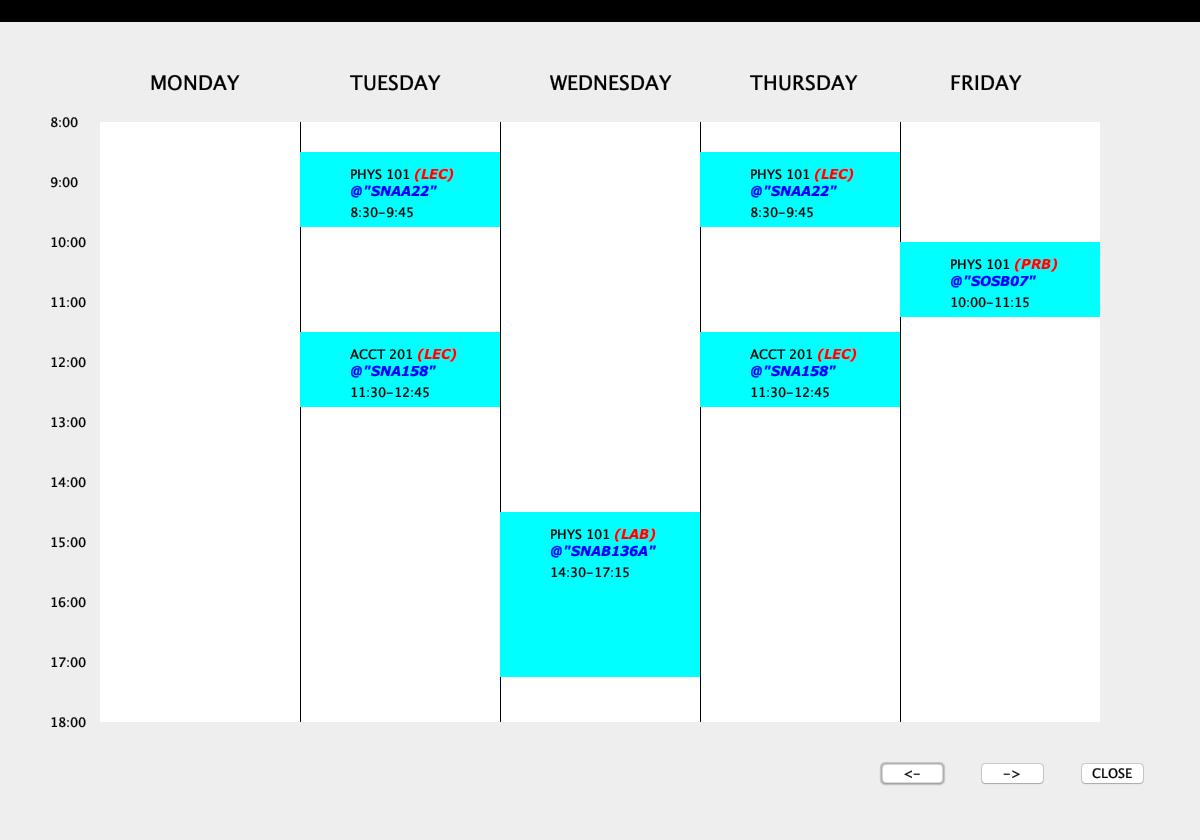 MONDAY TUESDAY WEDNESDAY THURSDAY FRIDAY
8:00
PHYS 101 (LEC)
@"SNAA22"
8:30-9:45
PHYS 101 (LEC)
@"SNAA22"
8:30-9:45
9:00
10:00
PHYS 101 (PRB)
@"SOSB07"
10:00-11:15
11:00
ACCT 201 (LEC)
@"SNA158"
11:30-12:45
ACCT 201 (LEC)
@"SNA158"
11:30-12:45
12:00
13:00
14:00
PHYS 101 (LAB)
@"SNAB136A"
14:30-17:15
15:00
16:00
17:00
18:00
<- -> CLOSE